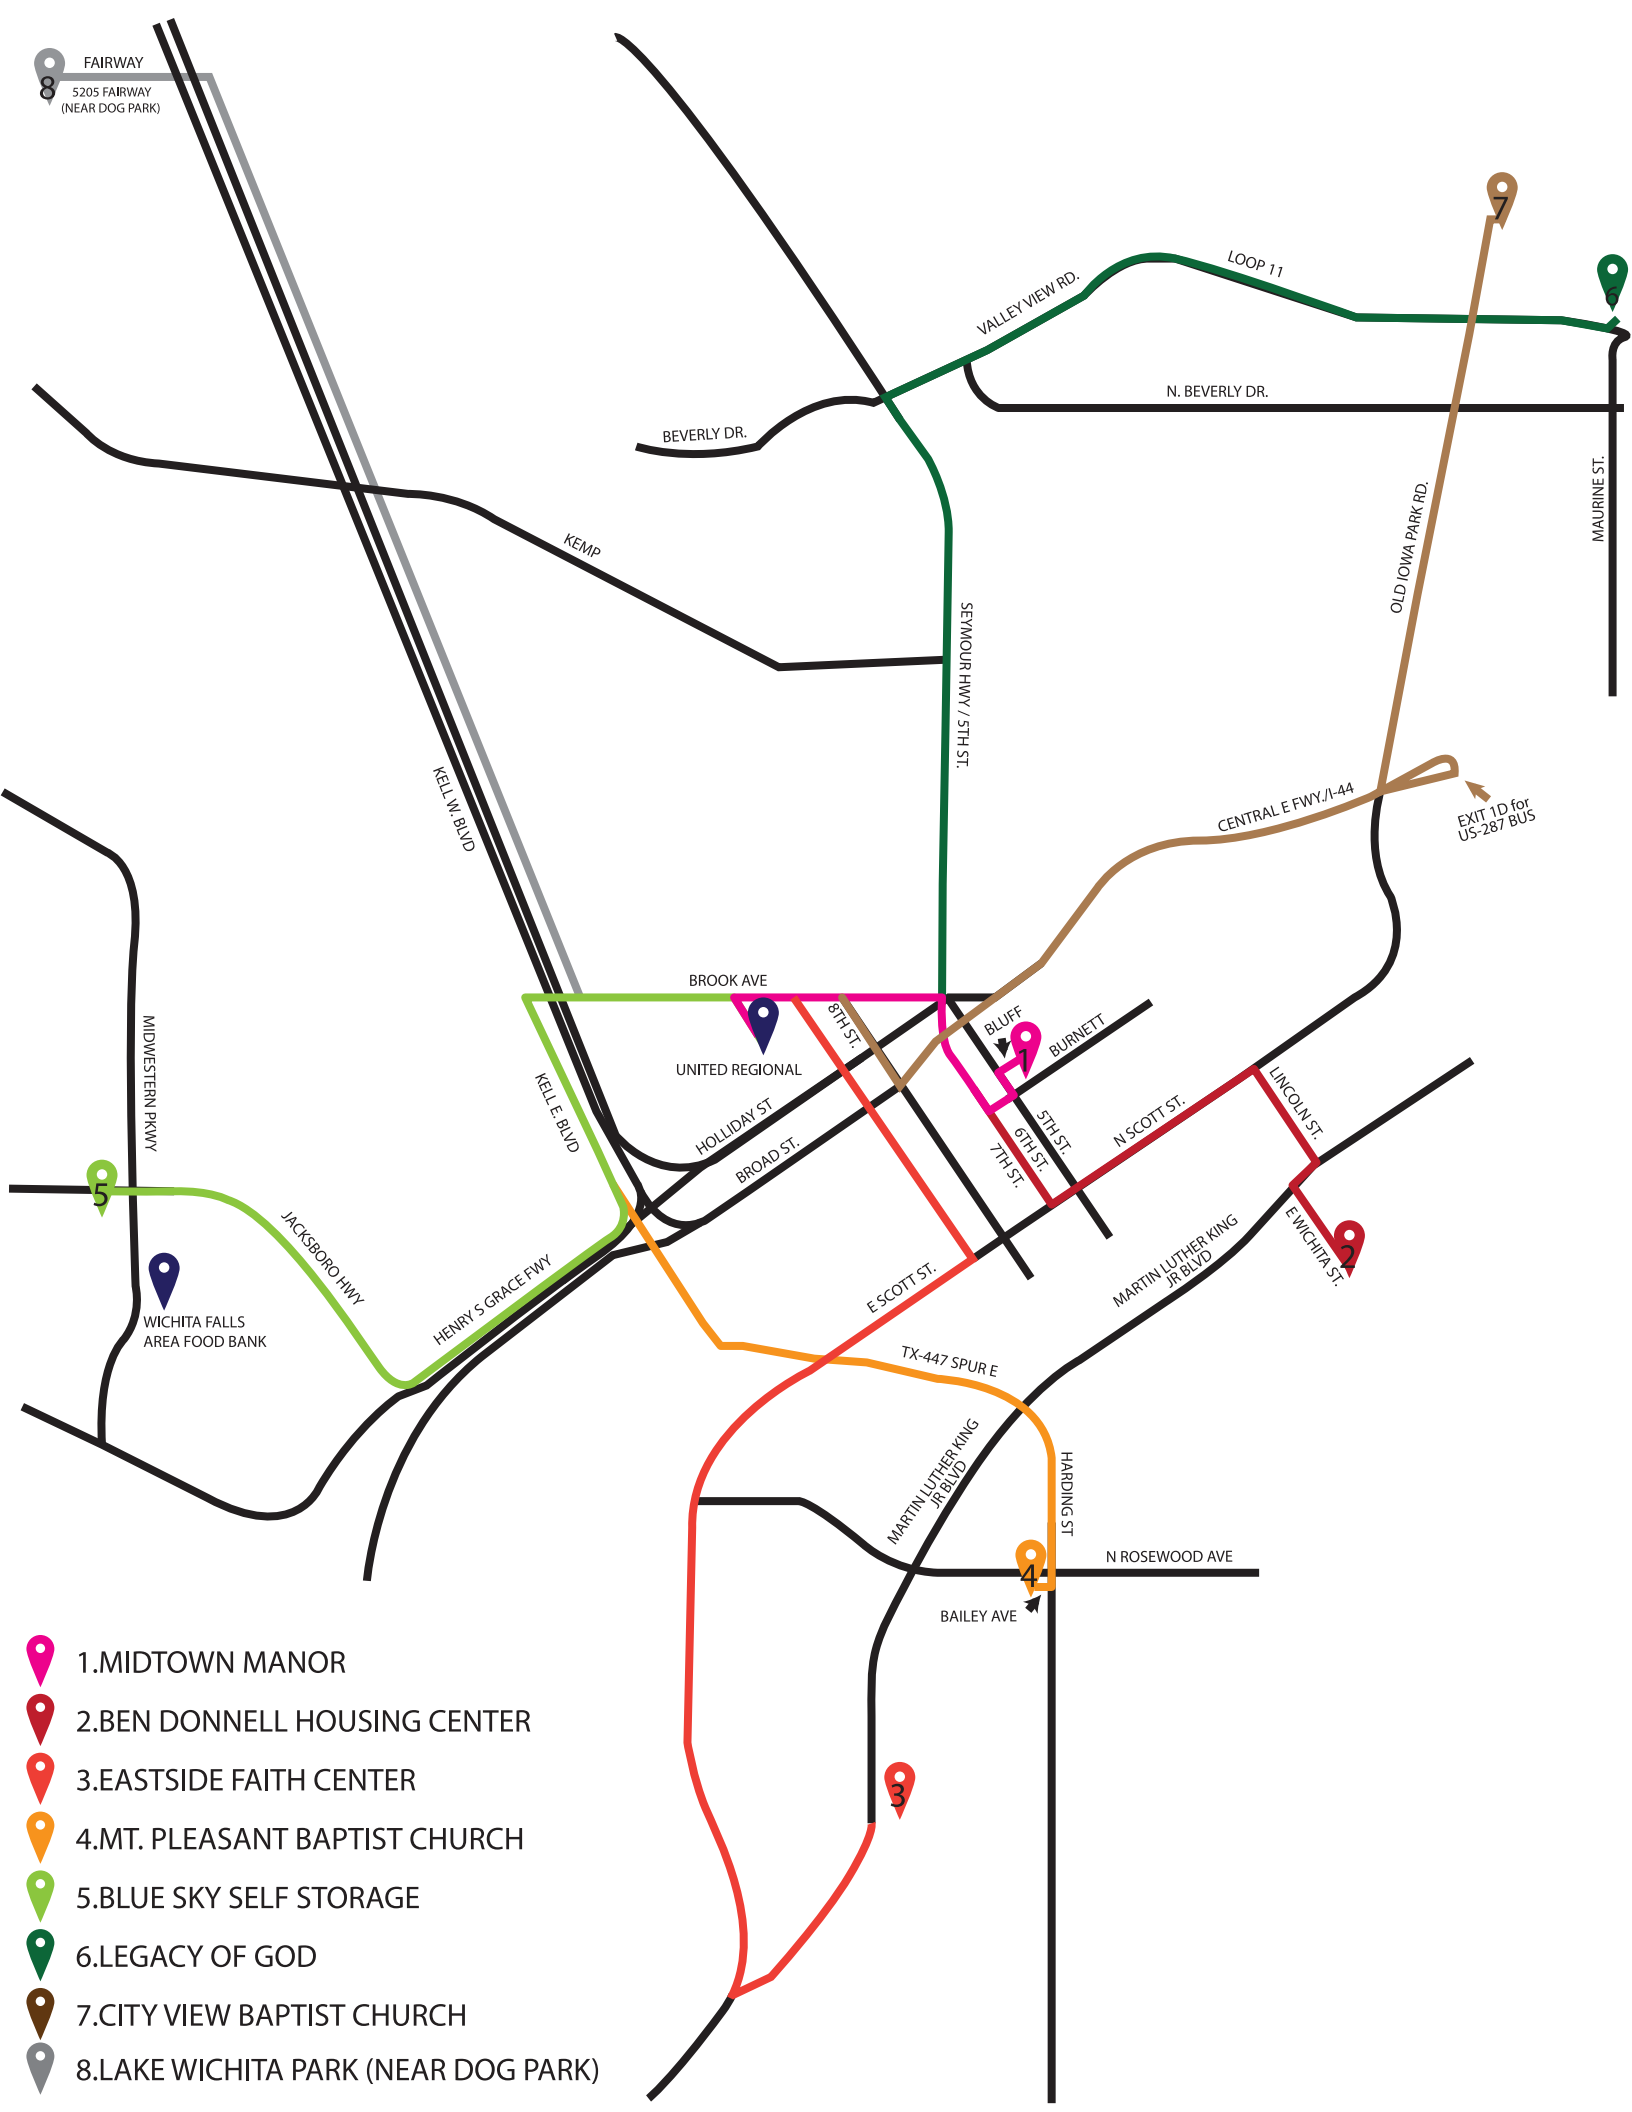 FAIRWAY
8
5205 FAIRWAY
(NEAR DOG PARK)
7
LOOP 11
6
VALLEY VIEW RD.
N. BEVERLY DR.
BEVERLY DR.
MAURINE ST.
OLD IOWA PARK RD.
KEMP
SEYMOUR HWY / 5TH ST.
KELL W. BLVD
CENTRAL E FWY./I-44
EXIT 1D for
US-287 BUS
BROOK AVE
8TH ST.
BLUFF
BURNETT
1
UNITED REGIONAL
MIDWESTERN PKWY
KELL E. BLVD
HOLLIDAY ST
BROAD ST.
5TH ST.
6TH ST.
7TH ST.
N SCOTT ST.
LINCOLN ST.
5
JACKSBORO HWY
E WICHITA ST.
2
MARTIN LUTHER KING
JR BLVD
HENRY S GRACE FWY
E SCOTT ST.
WICHITA FALLS
AREA FOOD BANK
TX-447 SPUR E
MARTIN LUTHER KING
JR BLVD
HARDING ST
N ROSEWOOD AVE
4
BAILEY AVE
3
1.MIDTOWN MANOR
2.BEN DONNELL HOUSING CENTER
3.EASTSIDE FAITH CENTER
4.MT. PLEASANT BAPTIST CHURCH
5.BLUE SKY SELF STORAGE
6.LEGACY OF GOD
7.CITY VIEW BAPTIST CHURCH
8.LAKE WICHITA PARK (NEAR DOG PARK)